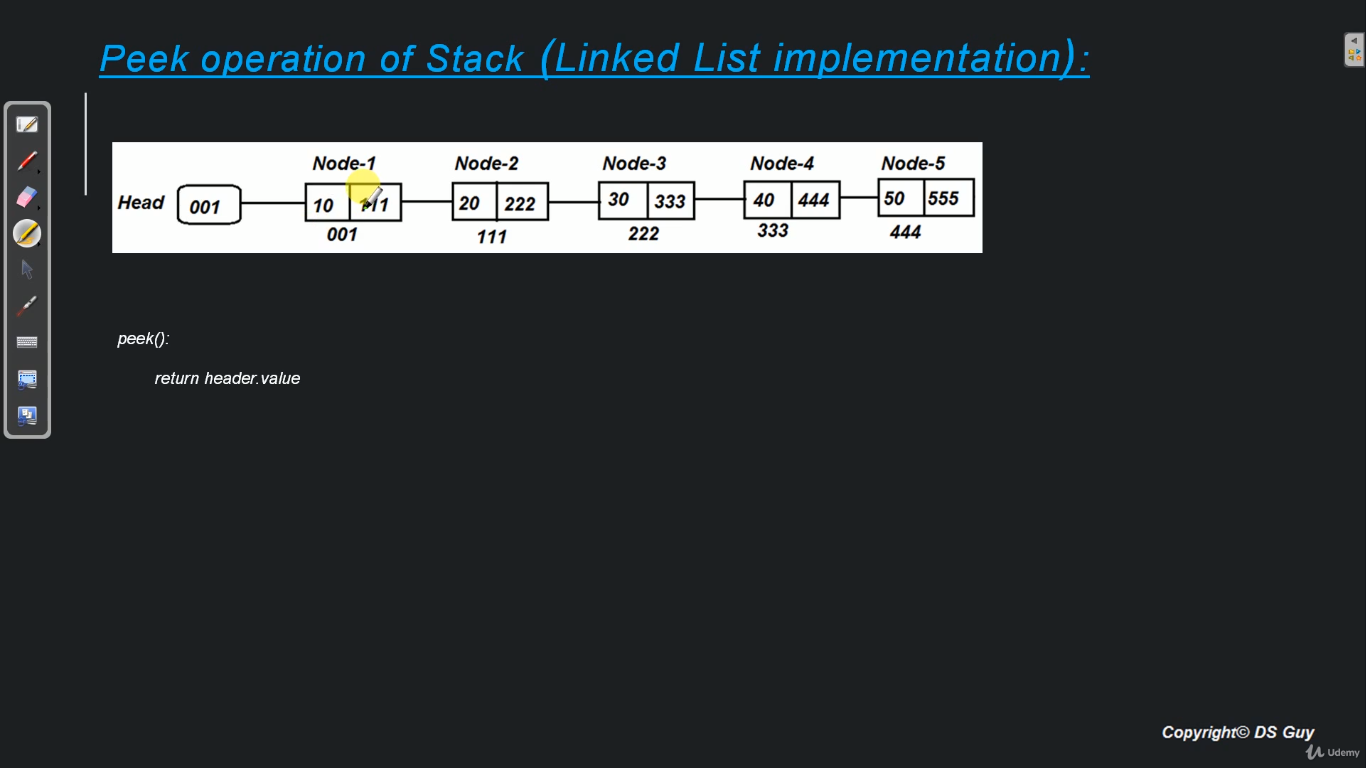 Peek operation of Stack (Linked List implementation):
Node-1 Node-2 Node-3 Node-4 Node-5
Head 001 10 20 222 30 333 40 444 50 555
001 111 222 333 444
peek():
return header.value
Copyright© DS Guy
Udemy